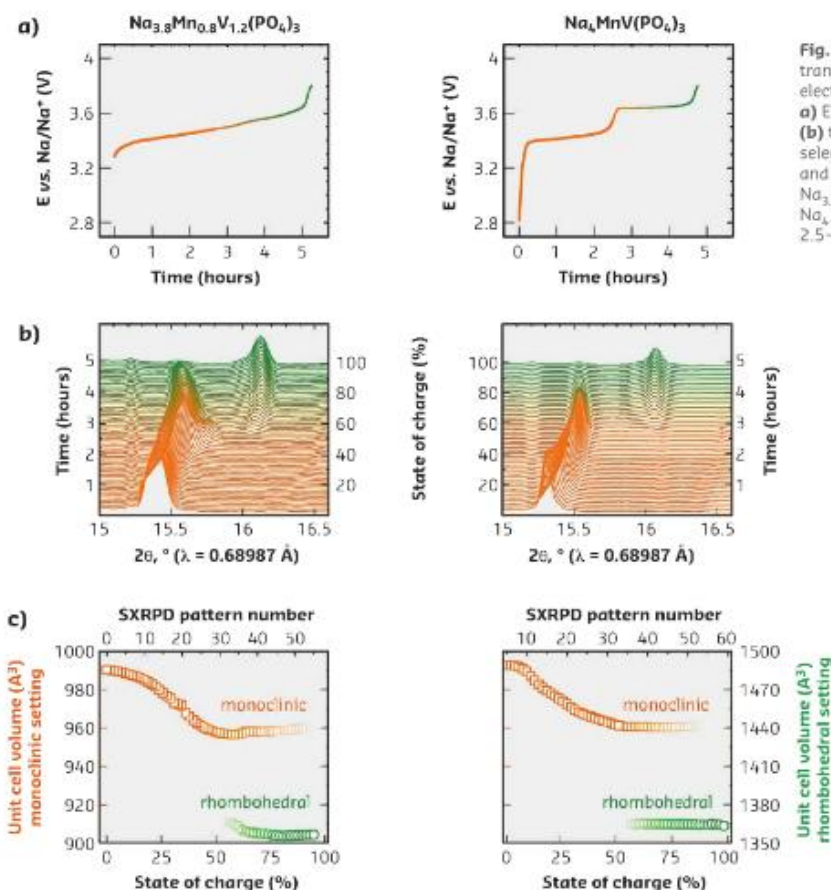 a)
Na3.8Mn0.8V1.2(PO4)3
Na4MnV(PO4)3
E vs. Na/Na+ (V)
4
3.6
3.2
2.8
0 1 2 3 4 5
Time (hours)
E vs. Na/Na+ (V)
4
3.6
3.2
2.8
0 1 2 3 4 5
Time (hours)
Fig.
tran
elect
a) E
(b) t
selec
and
Na3.
Na4
2.5–
b)
Time (hours)
5
4
3
2
1
100
80
60
40
20
State of charge (%)
15 15.5 16 16.5
2θ, ° (λ = 0.68987 Å)
100
80
60
40
20
5
4
3
2
1
Time (hours)
15 15.5 16 16.5
2θ, ° (λ = 0.68987 Å)
c)
SXRPD pattern number
0 10 20 30 40 50
Unit cell volume (Å3)
monoclinic setting
1000
980
960
940
920
900
monoclinic
rhombohedral
0 25 50 75 100
State of charge (%)
SXRPD pattern number
10 20 30 40 50 60
monoclinic
rhombohedral
1500
1470
1440
1410
1380
1350
Unit cell volume (Å3)
rhombohedral setting
0 25 50 75 100
State of charge (%)